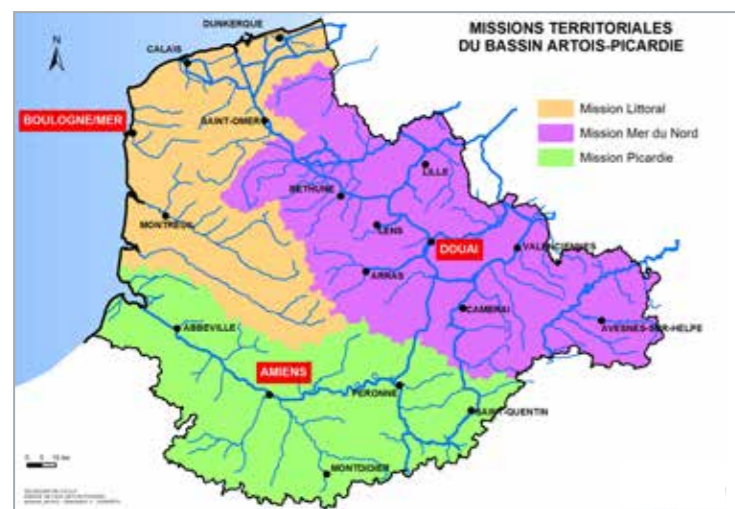 MISSIONS TERRITORIALES
DU BASSIN ARTOIS-PICARDIE
Mission Littoral
Mission Mer du Nord
Mission Picardie
N
DUNKERQUE
CALAIS
BOULOGNE/MER
SAINT-OMER
LILLE
BETHUNE
MONTREUIL
LENS
DOUAI
VALENCIENNES
ARRAS
CAMBRAI
AVESNES-SUR-HELPE
ABBEVILLE
AMIENS
PERONNE
SAINT-QUENTIN
MONTDIDIER